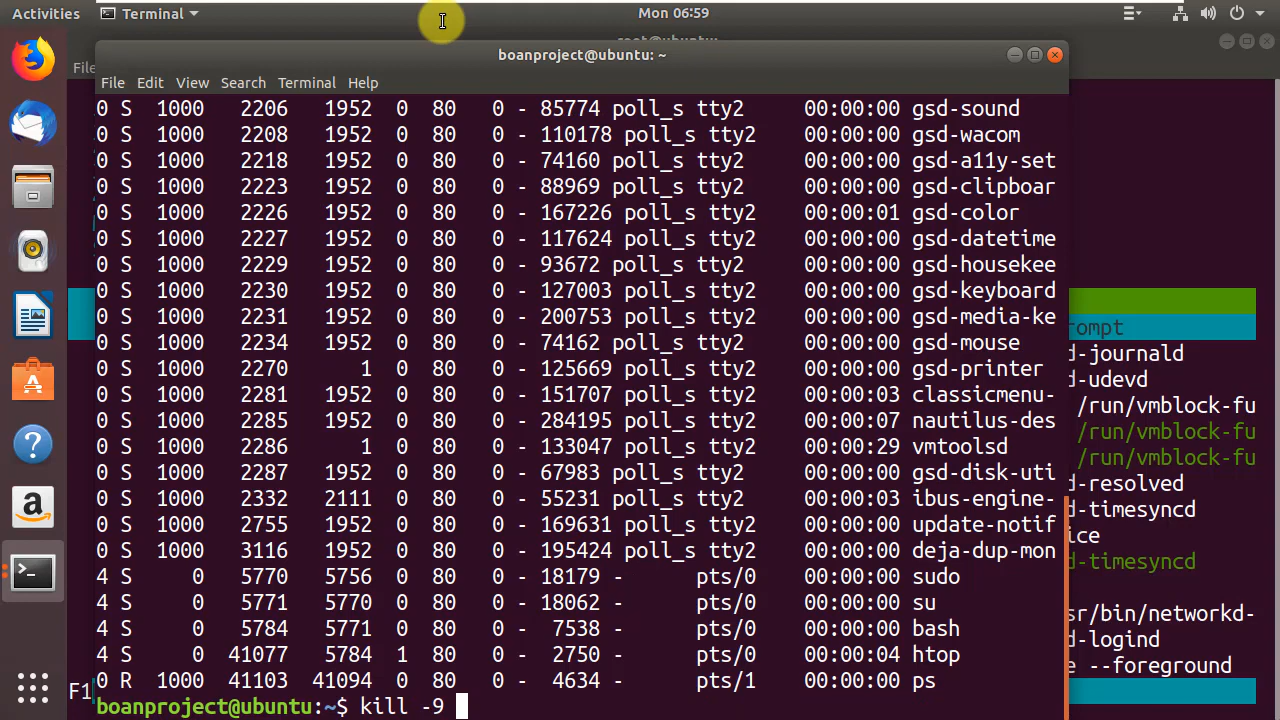 Activities Terminal Mon 06:59
boanproject@ubuntu: ~
File
File Edit View Search Terminal Help
0 S 1000 2206 1952 0 80 0 - 85774 poll_s tty2 00:00:00 gsd-sound
0 S 1000 2208 1952 0 80 0 - 110178 poll_s tty2 00:00:00 gsd-wacom
0 S 1000 2218 1952 0 80 0 - 74160 poll_s tty2 00:00:00 gsd-a11y-set
0 S 1000 2223 1952 0 80 0 - 88969 poll_s tty2 00:00:00 gsd-clipboar
0 S 1000 2226 1952 0 80 0 - 167226 poll_s tty2 00:00:01 gsd-color
0 S 1000 2227 1952 0 80 0 - 117624 poll_s tty2 00:00:00 gsd-datetime
0 S 1000 2229 1952 0 80 0 - 93672 poll_s tty2 00:00:00 gsd-housekee
0 S 1000 2230 1952 0 80 0 - 127003 poll_s tty2 00:00:00 gsd-keyboard
0 S 1000 2231 1952 0 80 0 - 200753 poll_s tty2 00:00:00 gsd-media-ke
0 S 1000 2234 1952 0 80 0 - 74162 poll_s tty2 00:00:00 gsd-mouse
0 S 1000 2270 1 0 80 0 - 125669 poll_s tty2 00:00:00 gsd-printer
0 S 1000 2281 1952 0 80 0 - 151707 poll_s tty2 00:00:03 classicmenu-
0 S 1000 2285 1952 0 80 0 - 284195 poll_s tty2 00:00:07 nautilus-des
0 S 1000 2286 1 0 80 0 - 133047 poll_s tty2 00:00:29 vmtoolsd
0 S 1000 2287 1952 0 80 0 - 67983 poll_s tty2 00:00:00 gsd-disk-uti
0 S 1000 2332 2111 0 80 0 - 55231 poll_s tty2 00:00:03 ibus-engine-
0 S 1000 2755 1952 0 80 0 - 169631 poll_s tty2 00:00:00 update-notif
0 S 1000 3116 1952 0 80 0 - 195424 poll_s tty2 00:00:00 deja-dup-mon
4 S 0 5770 5756 0 80 0 - 18179 - pts/0 00:00:00 sudo
4 S 0 5771 5770 0 80 0 - 18062 - pts/0 00:00:00 su
4 S 0 5784 5771 0 80 0 - 7538 - pts/0 00:00:00 bash
4 S 0 41077 5784 1 80 0 - 2750 - pts/0 00:00:04 htop
0 R 1000 41103 41094 0 80 0 - 4634 - pts/1 00:00:00 ps
boanproject@ubuntu:~$ kill -9
ompt
d-journald
d-udevd
/run/vmblock-fu
/run/vmblock-fu
/run/vmblock-fu
d-resolved
d-timesyncd
ice
d-timesyncd
sr/bin/networkd-
d-logind
e --foreground
F1